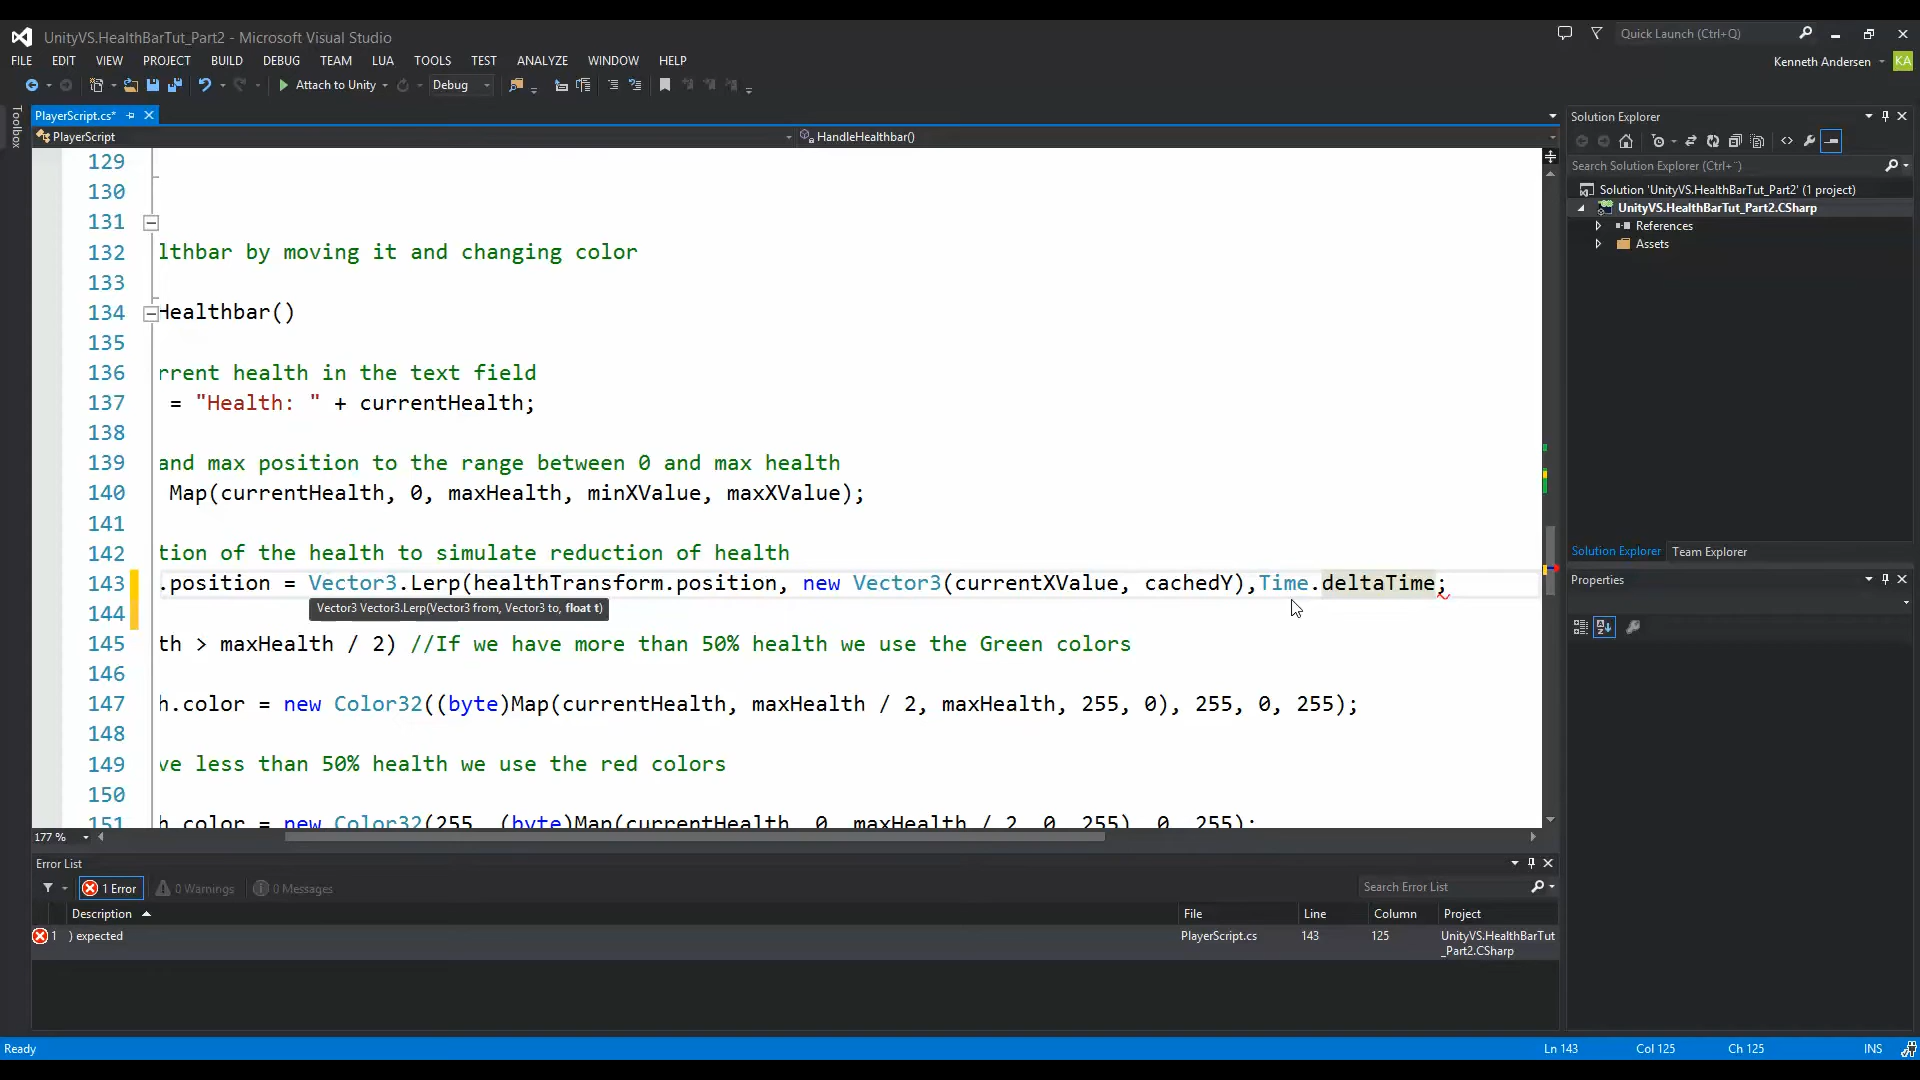 UnityVS.HealthBarTut_Part2 - Microsoft Visual Studio
Quick Launch (Ctrl+Q)
FILE EDIT VIEW PROJECT BUILD DEBUG TEAM LUA TOOLS TEST ANALYZE WINDOW HELP
Kenneth Andersen KA
Attach to Unity Debug
Toolbox
PlayerScript.cs*
PlayerScript HandleHealthbar()
129
130
131
132 lthbar by moving it and changing color
133
134 Healthbar()
135
136 rrent health in the text field
137 = "Health: " + currentHealth;
138
139 and max position to the range between 0 and max health
140 Map(currentHealth, 0, maxHealth, minXValue, maxXValue);
141
142 tion of the health to simulate reduction of health
143 .position = Vector3.Lerp(healthTransform.position, new Vector3(currentXValue, cachedY),Time.deltaTime;
144 Vector3 Vector3.Lerp(Vector3 from, Vector3 to, float t)
145 th > maxHealth / 2) //If we have more than 50% health we use the Green colors
146
147 h.color = new Color32((byte)Map(currentHealth, maxHealth / 2, maxHealth, 255, 0), 255, 0, 255);
148
149 ve less than 50% health we use the red colors
150
151 h.color = new Color32(255, (byte)Map(currentHealth, 0, maxHealth / 2, 0, 255), 0, 255);
177 %
Solution Explorer
Search Solution Explorer (Ctrl+¨)
Solution 'UnityVS.HealthBarTut_Part2' (1 project)
UnityVS.HealthBarTut_Part2.CSharp
References
Assets
Solution Explorer Team Explorer
Properties
Error List
1 Error 0 Warnings 0 Messages
Search Error List
Description File Line Column Project
1 ) expected PlayerScript.cs 143 125 UnityVS.HealthBarTut
_Part2.CSharp
Ready Ln 143 Col 125 Ch 125 INS